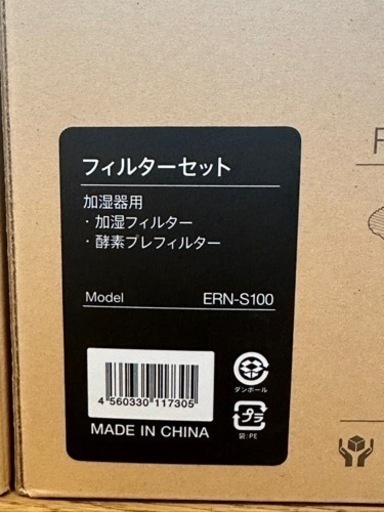 フィルターセット
加湿器用
・加湿フィルター
・酵素プレフィルター
Model ERN-S100
4 560330 117305
MADE IN CHINA
ダンボール
プラ
袋:PE
F